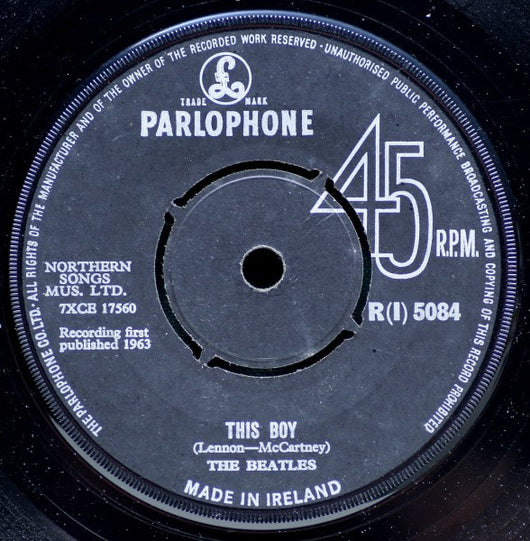 THE PARLOPHONE CO. LTD. · ALL RIGHTS OF THE MANUFACTURER AND OF THE OWNER OF THE RECORDED WORK RESERVED · UNAUTHORISED PUBLIC PERFORMANCE BROADCASTING AND COPYING OF THIS RECORD PROHIBITED
£
TRADE MARK
PARLOPHONE
45
R.P.M.
NORTHERN
SONGS
MUS. LTD.
7XCE 17560
R(I) 5084
Recording first
published 1963
THIS BOY
(Lennon—McCartney)
THE BEATLES
MADE IN IRELAND